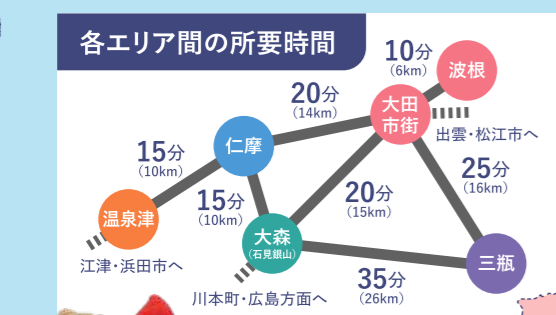 各エリア間の所要時間
10分
(6km)
波根
20分
(14km)
大田
市街
出雲・松江市へ
仁摩
15分
(10km)
25分
(16km)
15分
(10km)
20分
(15km)
温泉津
大森
(石見銀山)
江津・浜田市へ
三瓶
35分
(26km)
川本町・広島方面へ